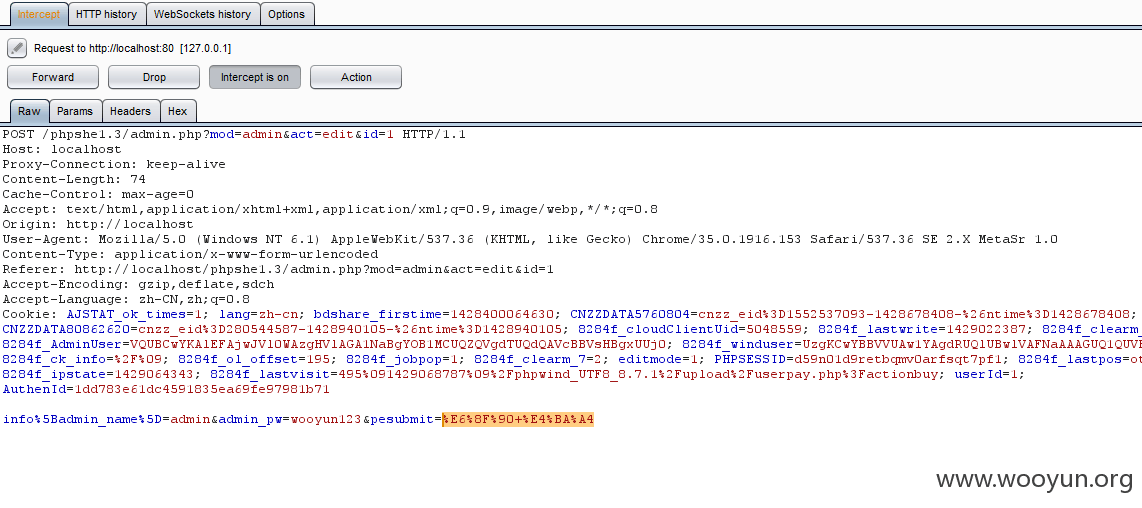 Intercept HTTP history WebSockets history Options
Request to http://localhost:80 [127.0.0.1]
Forward Drop Intercept is on Action
Raw Params Headers Hex
POST /phpshe1.3/admin.php?mod=admin&act=edit&id=1 HTTP/1.1
Host: localhost
Proxy-Connection: keep-alive
Content-Length: 74
Cache-Control: max-age=0
Accept: text/html,application/xhtml+xml,application/xml;q=0.9,image/webp,*/*;q=0.8
Origin: http://localhost
User-Agent: Mozilla/5.0 (Windows NT 6.1) AppleWebKit/537.36 (KHTML, like Gecko) Chrome/35.0.1916.153 Safari/537.36 SE 2.X MetaSr 1.0
Content-Type: application/x-www-form-urlencoded
Referer: http://localhost/phpshe1.3/admin.php?mod=admin&act=edit&id=1
Accept-Encoding: gzip,deflate,sdch
Accept-Language: zh-CN,zh;q=0.8
Cookie: AJSTAT_ok_times=1; lang=zh-cn; bdshare_firstime=1428400064630; CNZZDATA5760804=cnzz_eid%3D1552537093-1428678408-%26ntime%3D1428678408;
CNZZDATA80862620=cnzz_eid%3D280544587-1428940105-%26ntime%3D1428940105; 8284f_cloudClientUid=5048559; 8284f_lastwrite=1429022387; 8284f_clearm
8284f_AdminUser= 8284f_winduser=
8284f_ck_info=%2F%09; 8284f_ol_offset=195; 8284f_jobpop=1; 8284f_clearm_7=2; editmode=1; PHPSESSID=d59n01d9retbqmv0arfsqt7pf1; 8284f_lastpos=ot
8284f_ipstate=1429064343; 8284f_lastvisit=495%091429068787%09%2Fphpwind_UTF8_8.7.1%2Fupload%2Fuserpay.php%3Factionbuy; userId=1;
AuthenId=1dd783e61dc4591835ea69fe97981b71
info%5Badmin_name%5D=admin&admin_pw=wooyun123&pesubmit=%E6%8F%90+%E4%BA%A4
www.wooyun.org